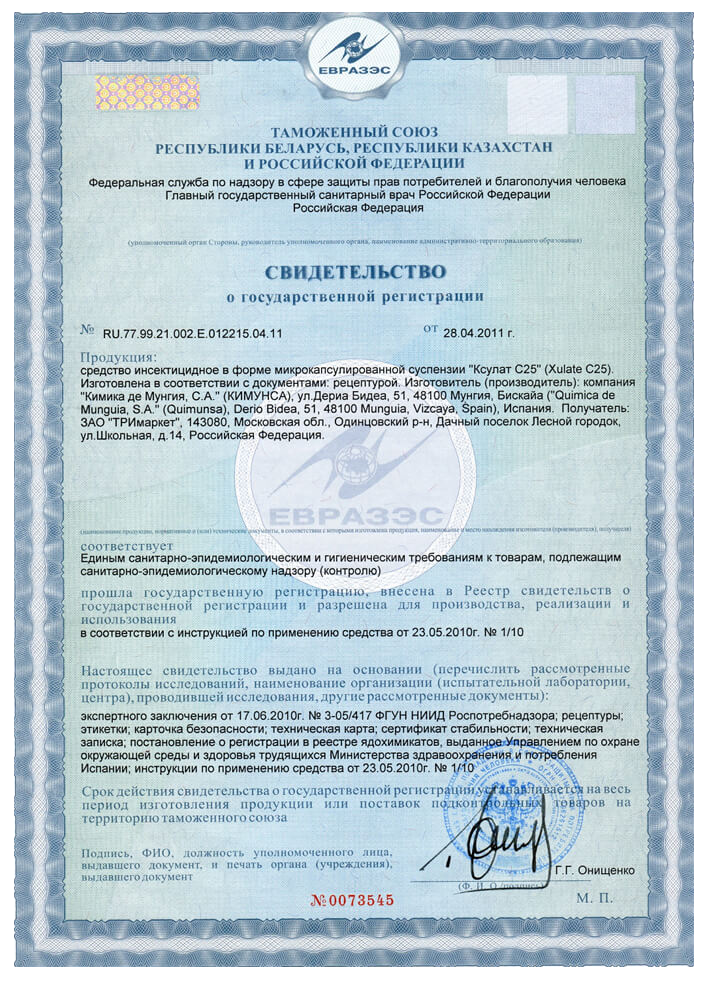 ЕВРАЗЭС
ТАМОЖЕННЫЙ СОЮЗ
РЕСПУБЛИКИ БЕЛАРУСЬ, РЕСПУБЛИКИ КАЗАХСТАН
И РОССИЙСКОЙ ФЕДЕРАЦИИ
Федеральная служба по надзору в сфере защиты прав потребителей и благополучия человека
Главный государственный санитарный врач Российской Федерации
Российская Федерация
(уполномоченный орган Стороны, руководитель уполномоченного органа, наименование административно-территориального образования)
СВИДЕТЕЛЬСТВО
о государственной регистрации
№ RU.77.99.21.002.Е.012215.04.11 от 28.04.2011 г.
Продукция:
средство инсектицидное в форме микрокапсулированной суспензии "Ксулат С25" (Xulate C25).
Изготовлена в соответствии с документами: рецептурой. Изготовитель (производитель): компания
"Кимика де Мунгия, С.А." (КИМУНСА), ул.Дериа Бидеа, 51, 48100 Мунгия, Бискайа ("Quimica de
Munguia, S.A." (Quimunsa), Derio Bidea, 51, 48100 Munguia, Vizcaya, Spain), Испания. Получатель:
ЗАО "ТРИмаркет", 143080, Московская обл., Одинцовский р-н, Дачный поселок Лесной городок,
ул.Школьная, д.14, Российская Федерация.
ЕВРАЗЭС
(наименование продукции, нормативные и (или) технические документы, в соответствии с которыми изготовлена продукция, наименование и место нахождения изготовителя (производителя), получателя)
соответствует
Единым санитарно-эпидемиологическим и гигиеническим требованиям к товарам, подлежащим
санитарно-эпидемиологическому надзору (контролю)
прошла государственную регистрацию, внесена в Реестр свидетельств о
государственной регистрации и разрешена для производства, реализации и
использования
в соответствии с инструкцией по применению средства от 23.05.2010г. № 1/10
Настоящее свидетельство выдано на основании (перечислить рассмотренные
протоколы исследований, наименование организации (испытательной лаборатории,
центра), проводившей исследования, другие рассмотренные документы):
экспертного заключения от 17.06.2010г. № 3-05/417 ФГУН НИИД Роспотребнадзора; рецептуры;
этикетки; карточка безопасности; техническая карта; сертификат стабильности; техническая
записка; постановление о регистрации в реестре ядохимикатов, выданное Управлением по охране
окружающей среды и здоровья трудящихся Министерства здравоохранения и потребления
Испании; инструкции по применению средства от 23.05.2010г. № 1/10
Срок действия свидетельства о государственной регистрации устанавливается на весь
период изготовления продукции или поставок подконтрольных товаров на
территорию таможенного союза
Подпись, ФИО, должность уполномоченного лица,
выдавшего документ, и печать органа (учреждения),
выдавшего документ
Г.Г. Онищенко
(Ф. И. О./подпись)
№0073545
М. П.